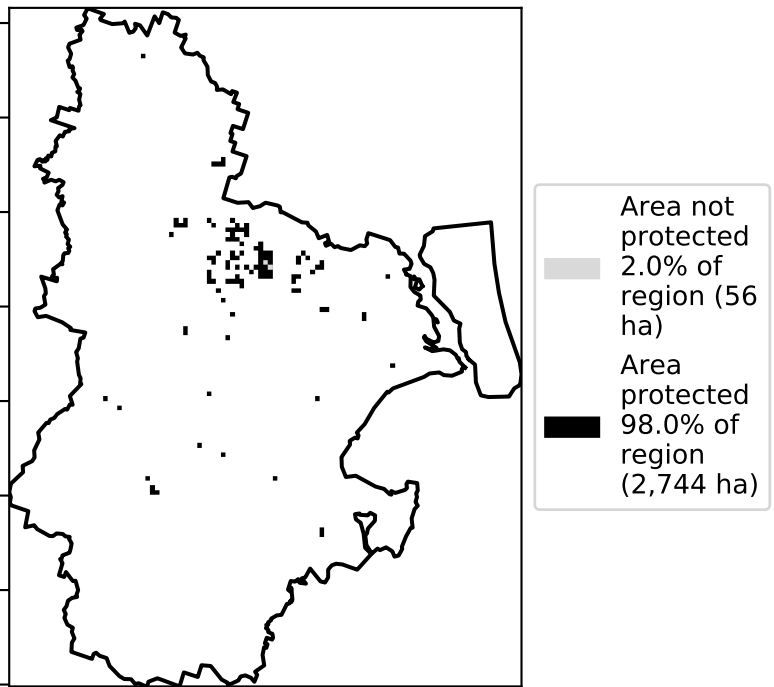 Area not
protected
2.0% of
region (56
ha)
Area
protected
98.0% of
region
(2,744 ha)